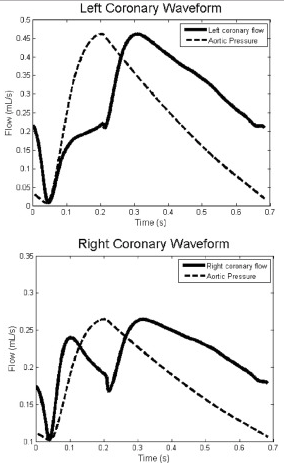 Left Coronary Waveform
Left coronary flow
Aortic Pressure
Flow (mL/s)
0.5
0.45
0.4
0.35
0.3
0.25
0.2
0.15
0.1
0.05
0
0 0.1 0.2 0.3 0.4 0.5 0.6 0.7
Time (s)
Right Coronary Waveform
Right coronary flow
Aortic Pressure
Flow (mL/s)
0.35
0.3
0.25
0.2
0.15
0.1
0 0.1 0.2 0.3 0.4 0.5 0.6 0.7
Time (s)